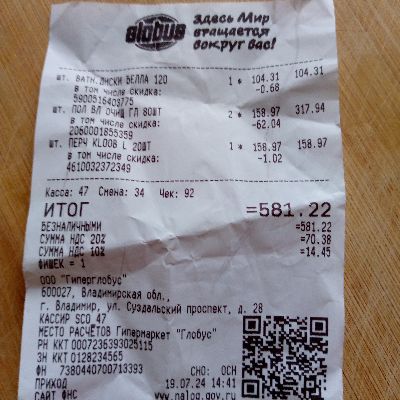 globus
Здесь Мир
вращается
вокруг вас!
шт. ВАТН.ДИСКИ БЕЛЛА 120 1 * 104.31 104.31
в том числе скидка: -0.68
5900516403775
шт. ПОЛ ВЛ ОЧИЩ ГЛ 80ШТ 2 * 158.97 317.94
в том числе скидка: -62.04
2060001855359
шт. ПЕРЧ KLOOB L 20ШТ 1 * 158.97 158.97
в том числе скидка: -1.02
4610032372349
Касса: 47 Смена: 34 Чек: 92
ИТОГ =581.22
БЕЗНАЛИЧНЫМИ =581.22
СУММА НДС 20% =70.38
СУММА НДС 10% =14.45
ФИШЕК = 1
ООО "Гиперглобус"
600027, Владимирская обл.,
г. Владимир, ул. Суздальский проспект, д. 28
КАССИР SCO 47
МЕСТО РАСЧЁТОВ Гипермаркет "Глобус"
РН ККТ 0007236393025115
ЗН ККТ 0128234565
ФН 7380440700713393 СНО: ОСН
ПРИХОД 19.07.24 14:41
САЙТ ФНС www.nalog.gov.ru